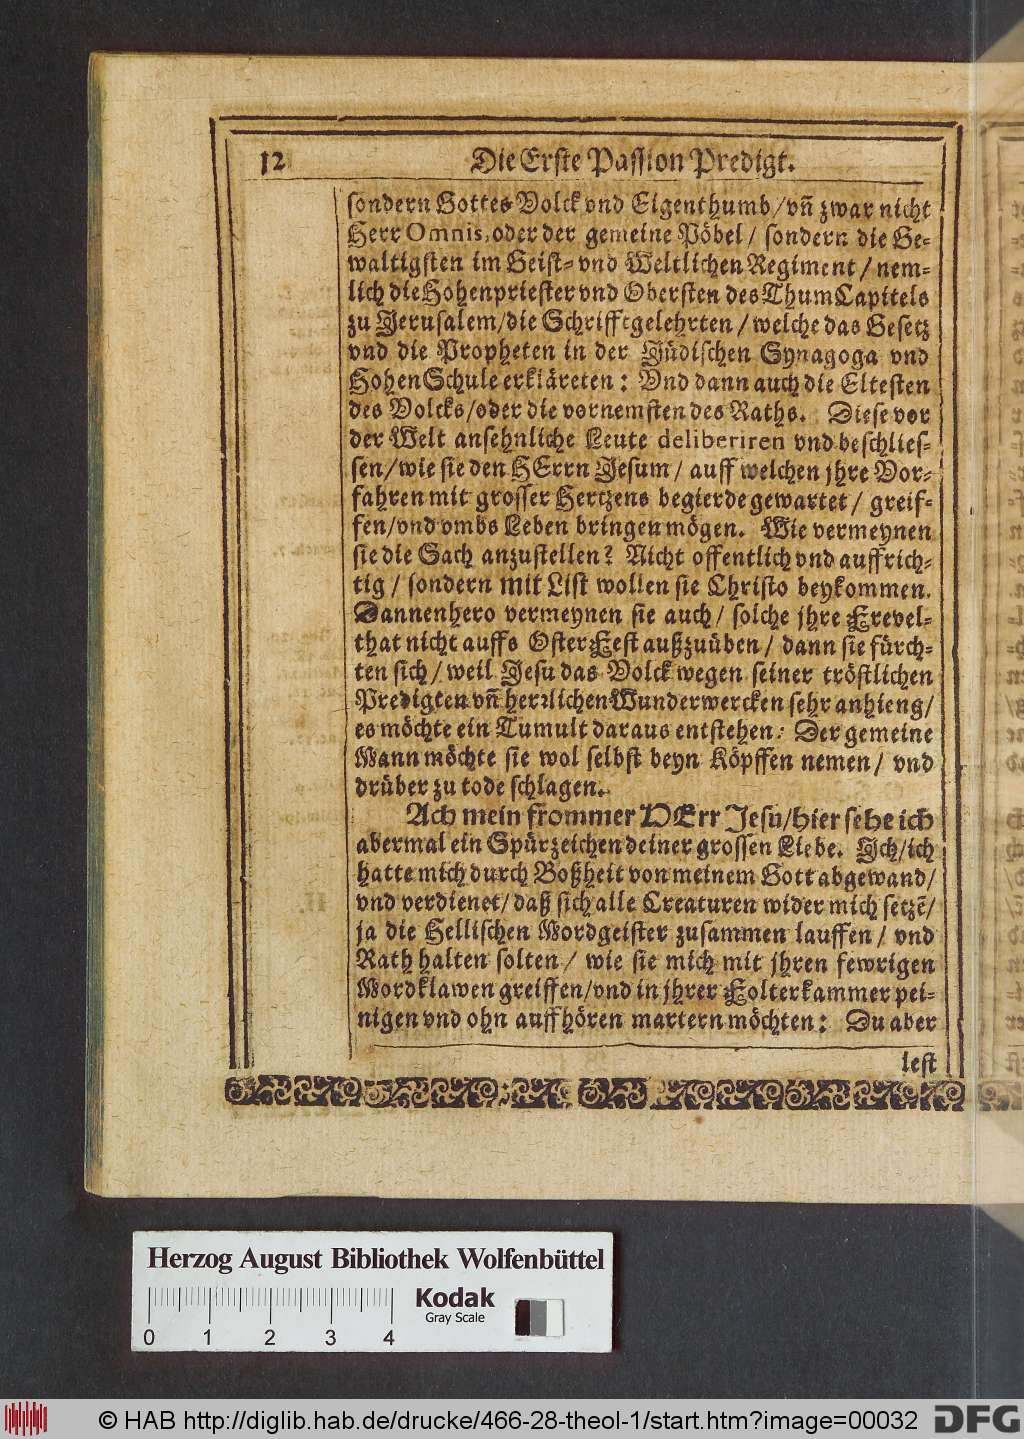 12 Die Erste Passion Predigt.
sondern Gottes Volck vnd Eigenthumb/vn̄ zwar nicht
Herr Omnis, oder der gemeine Pöbel/ sondern die Ge-
waltigsten im Geist- vnd Weltlichen Regiment/ nem-
lich die Hohenpriester vnd Obersten des ThumCapitels
zu Jerusalem/die Schrifftgelehrten/ welche das Gesetz
vnd die Propheten in der Jüdischen Synagoga vnd
Hohen Schule erkläreten: Vnd dann auch die Eltesten
des Volcks/oder die vornemsten des Raths. Diese vor
der Welt ansehnliche Leute deliberiren vnd beschlies-
sen/wie sie den HErrn Jesum/ auff welchen jhre Vor-
fahren mit grosser Hertzens begierde gewartet/ greif-
fen/vnd vmbs Leben bringen mögen. Wie vermeynen
sie die Sach anzustellen? Nicht offentlich vnd auffrich-
tig/ sondern mit List wollen sie Christo beykommen.
Dannenhero vermeynen sie auch/ solche jhre Frevel-
that nicht auffs OsterFest außzuüben/ dann sie fürch-
ten sich/ weil Jesu das Volck wegen seiner tröstlichen
Predigten vn̄ herꝛlichen Wunderwercken sehr anhieng/
es möchte ein Tumult daraus entstehen: Der gemeine
Mann möchte sie wol selbst beyn Köpffen nemen/ vnd
drüber zu tode schlagen.
Ach mein frommer HErr Jesu/hier sehe ich
abermal ein Spürzeichen deiner grossen Liebe. Jch/ich
hatte mich durch Boßheit von meinem Gott abgewand/
vnd verdienet/daß sich alle Creaturen wider mich setzē/
ja die Hellischen Mordgeister zusammen lauffen/ vnd
Rath halten solten/ wie sie mich mit jhren fewrigen
Mordklawen greiffen/vnd in jhrer Folterkammer pei-
nigen vnd ohn auffhören martern möchten: Du aber
lest
Herzog August Bibliothek Wolfenbüttel
Kodak
Gray Scale
0 1 2 3 4
© HAB http://diglib.hab.de/drucke/466-28-theol-1/start.htm?image=00032
DFG